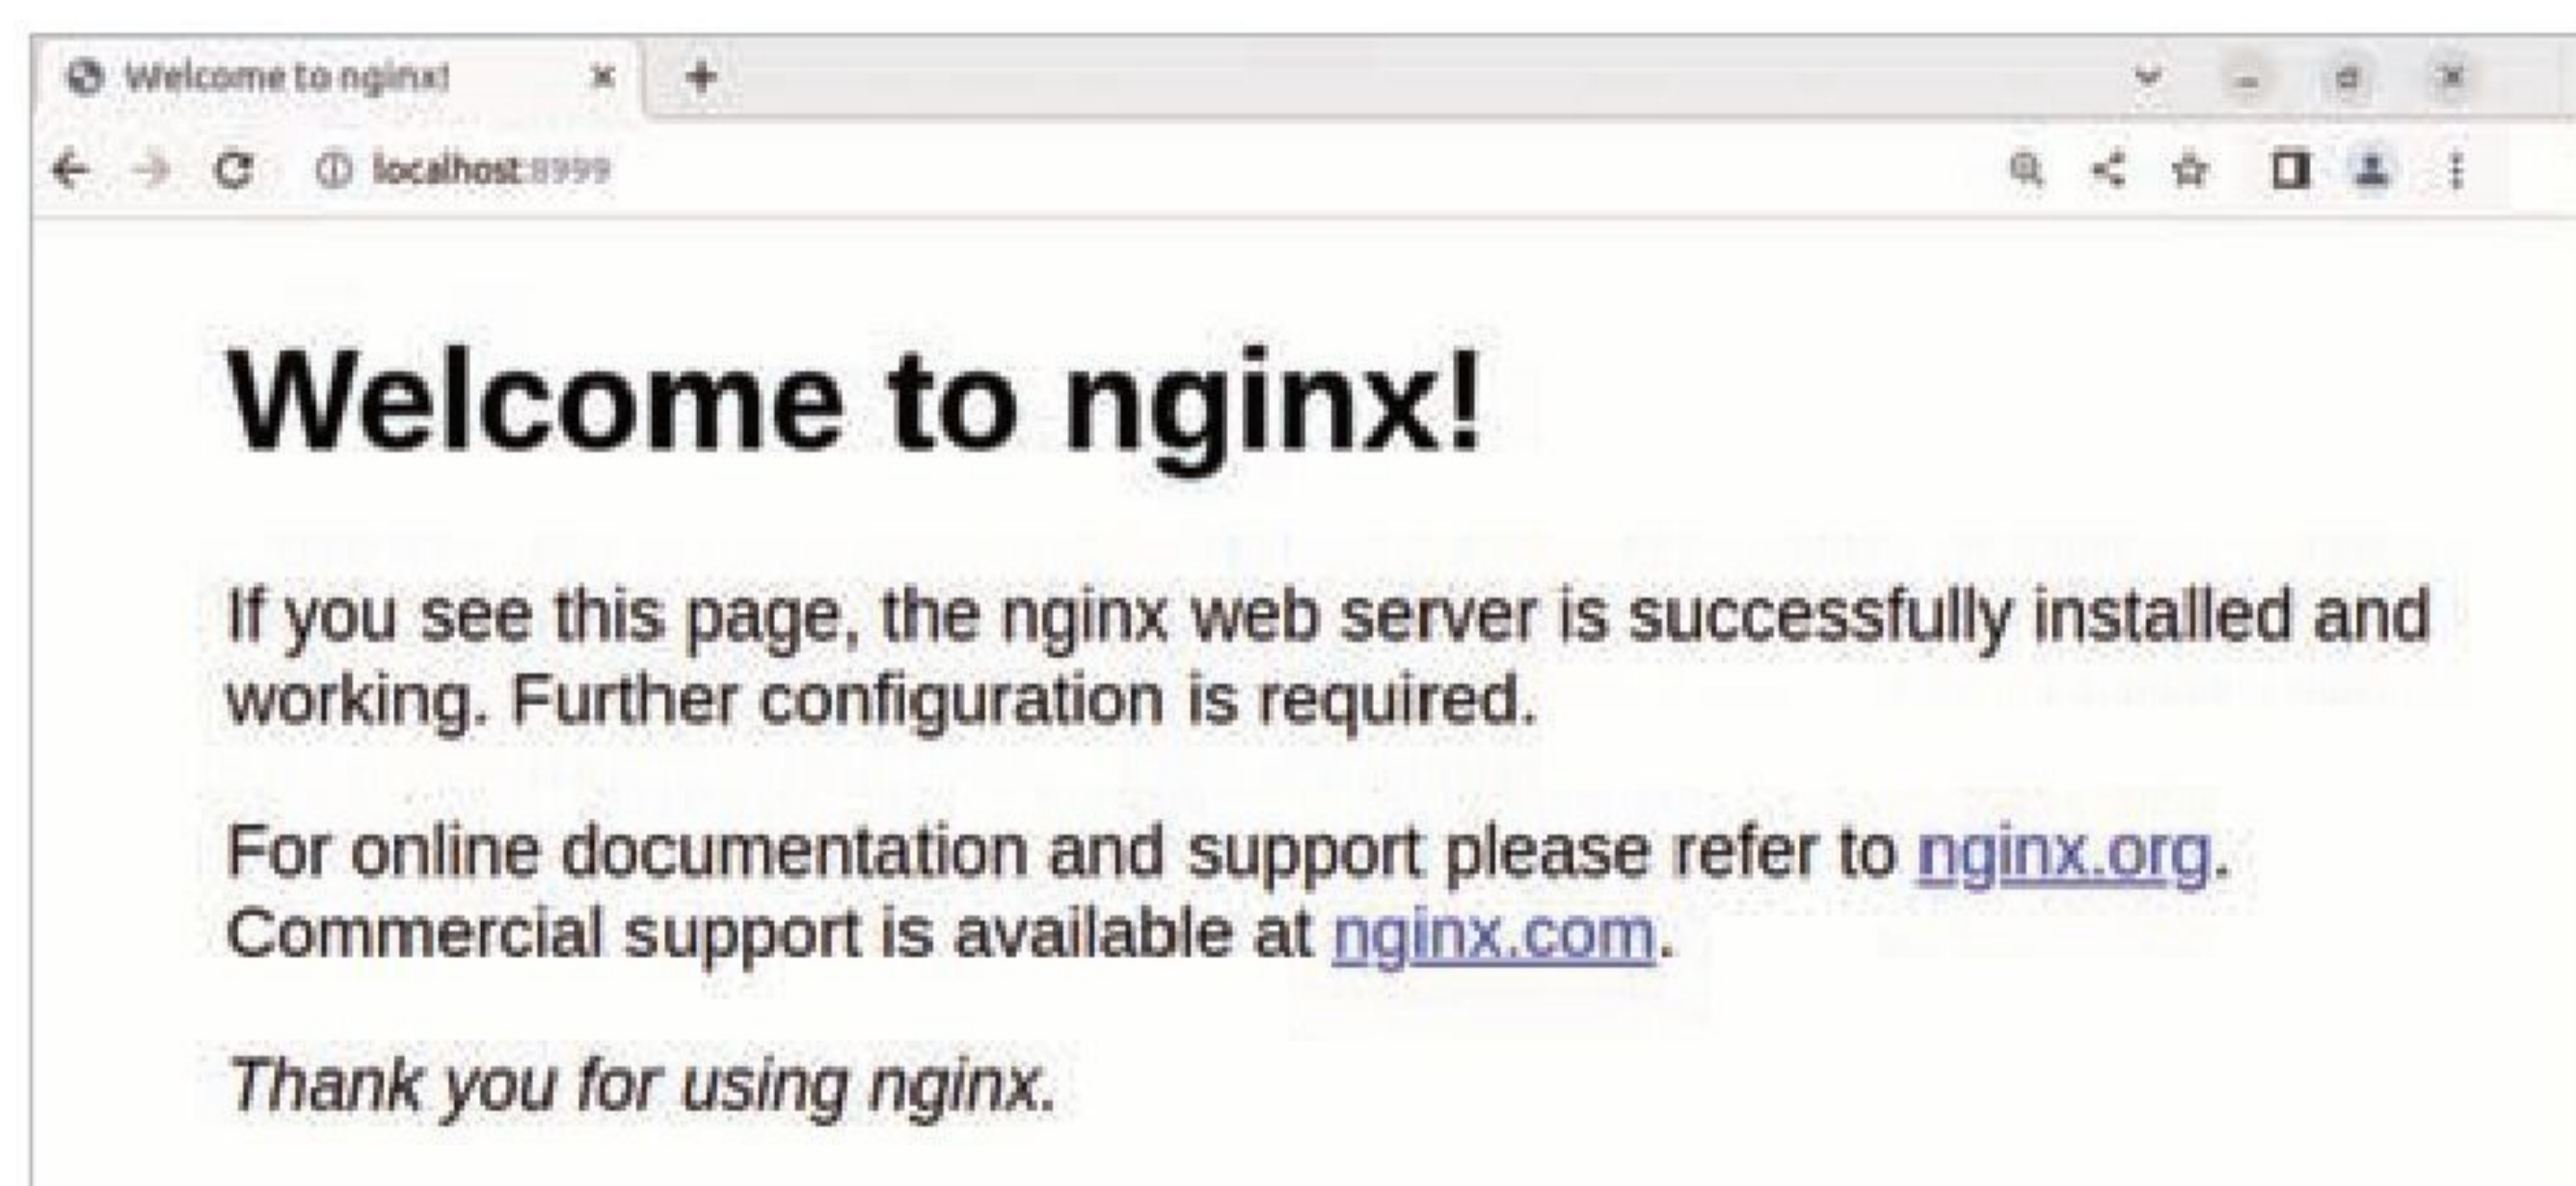 Welcome to nginx!
localhost:8999
Welcome to nginx!
If you see this page, the nginx web server is successfully installed and
working. Further configuration is required.
For online documentation and support please refer to nginx.org.
Commercial support is available at nginx.com.
Thank you for using nginx.